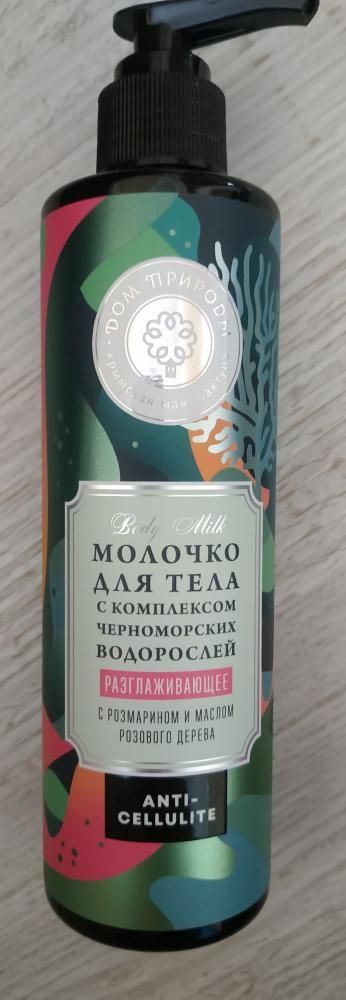 ДОМ ПРИРОДЫ
крымская мануфактура
Body Milk
МОЛОЧКО
ДЛЯ ТЕЛА
С КОМПЛЕКСОМ
ЧЕРНОМОРСКИХ
ВОДОРОСЛЕЙ
РАЗГЛАЖИВАЮЩЕЕ
С РОЗМАРИНОМ И МАСЛОМ
РОЗОВОГО ДЕРЕВА
ANTI-
CELLULITE